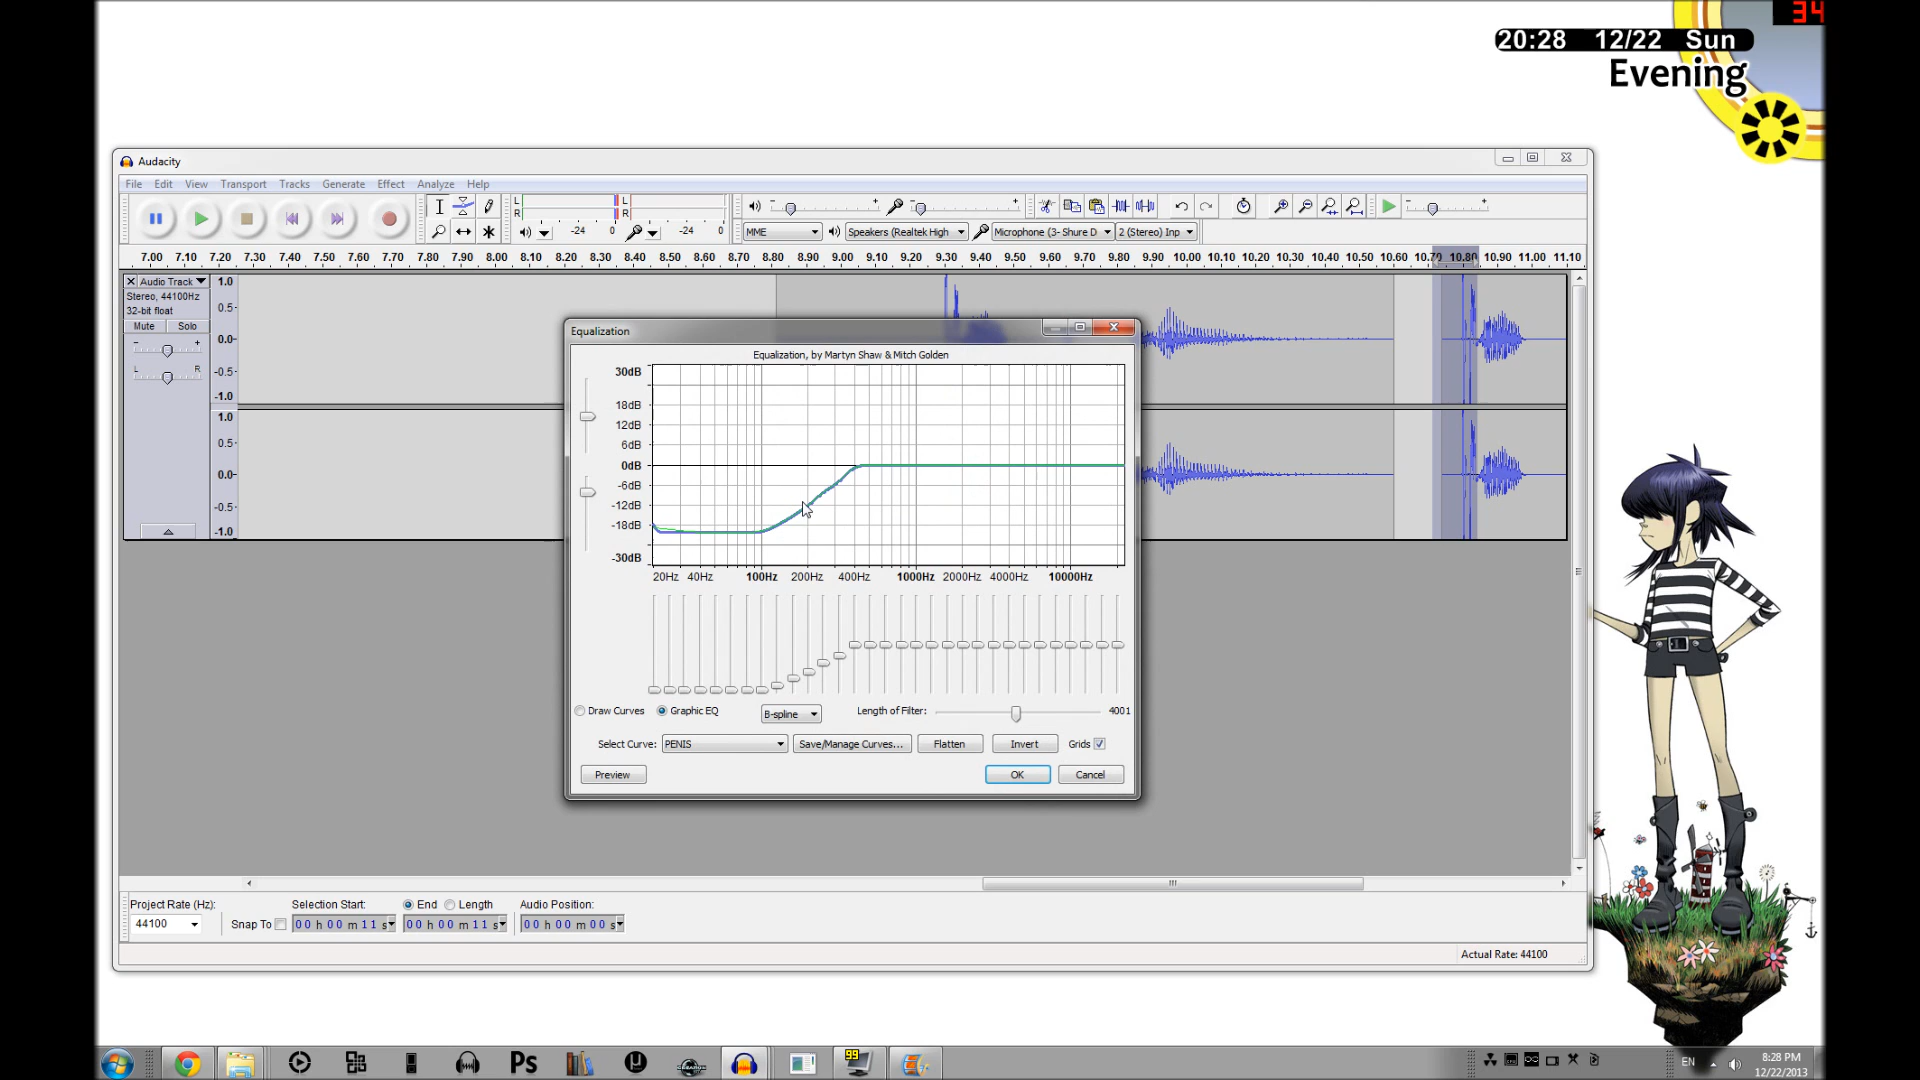 34
20:28 12/22 Sun
Evening
Audacity
File Edit View Transport Tracks Generate Effect Analyze Help
L R -24 0 L R -24 0
MME Speakers (Realtek High Microphone (3- Shure D 2 (Stereo) Inp
7.00 7.10 7.20 7.30 7.40 7.50 7.60 7.70 7.80 7.90 8.00 8.10 8.20 8.30 8.40 8.50 8.60 8.70 8.80 8.90 9.00 9.10 9.20 9.30 9.40 9.50 9.60 9.70 9.80 9.90 10.00 10.10 10.20 10.30 10.40 10.50 10.60 10.70 10.80 10.90 11.00 11.10
Audio Track 1.0
Stereo, 44100Hz
32-bit float 0.5
Mute Solo
- + 0.0
L R -0.5
-1.0
1.0
0.5
0.0
-0.5
-1.0
Equalization
Equalization, by Martyn Shaw & Mitch Golden
30dB
18dB
12dB
6dB
0dB
-6dB
-12dB
-18dB
-30dB
20Hz 40Hz 100Hz 200Hz 400Hz 1000Hz 2000Hz 4000Hz 10000Hz
Draw Curves Graphic EQ B-spline Length of Filter: 4001
Select Curve: PENIS Save/Manage Curves... Flatten Invert Grids
Preview OK Cancel
Project Rate (Hz): Selection Start: End Length Audio Position:
44100 Snap To 00 h 00 m 11 s 00 h 00 m 11 s 00 h 00 m 00 s
Actual Rate: 44100
Ps 99 EN 8:28 PM
12/22/2013